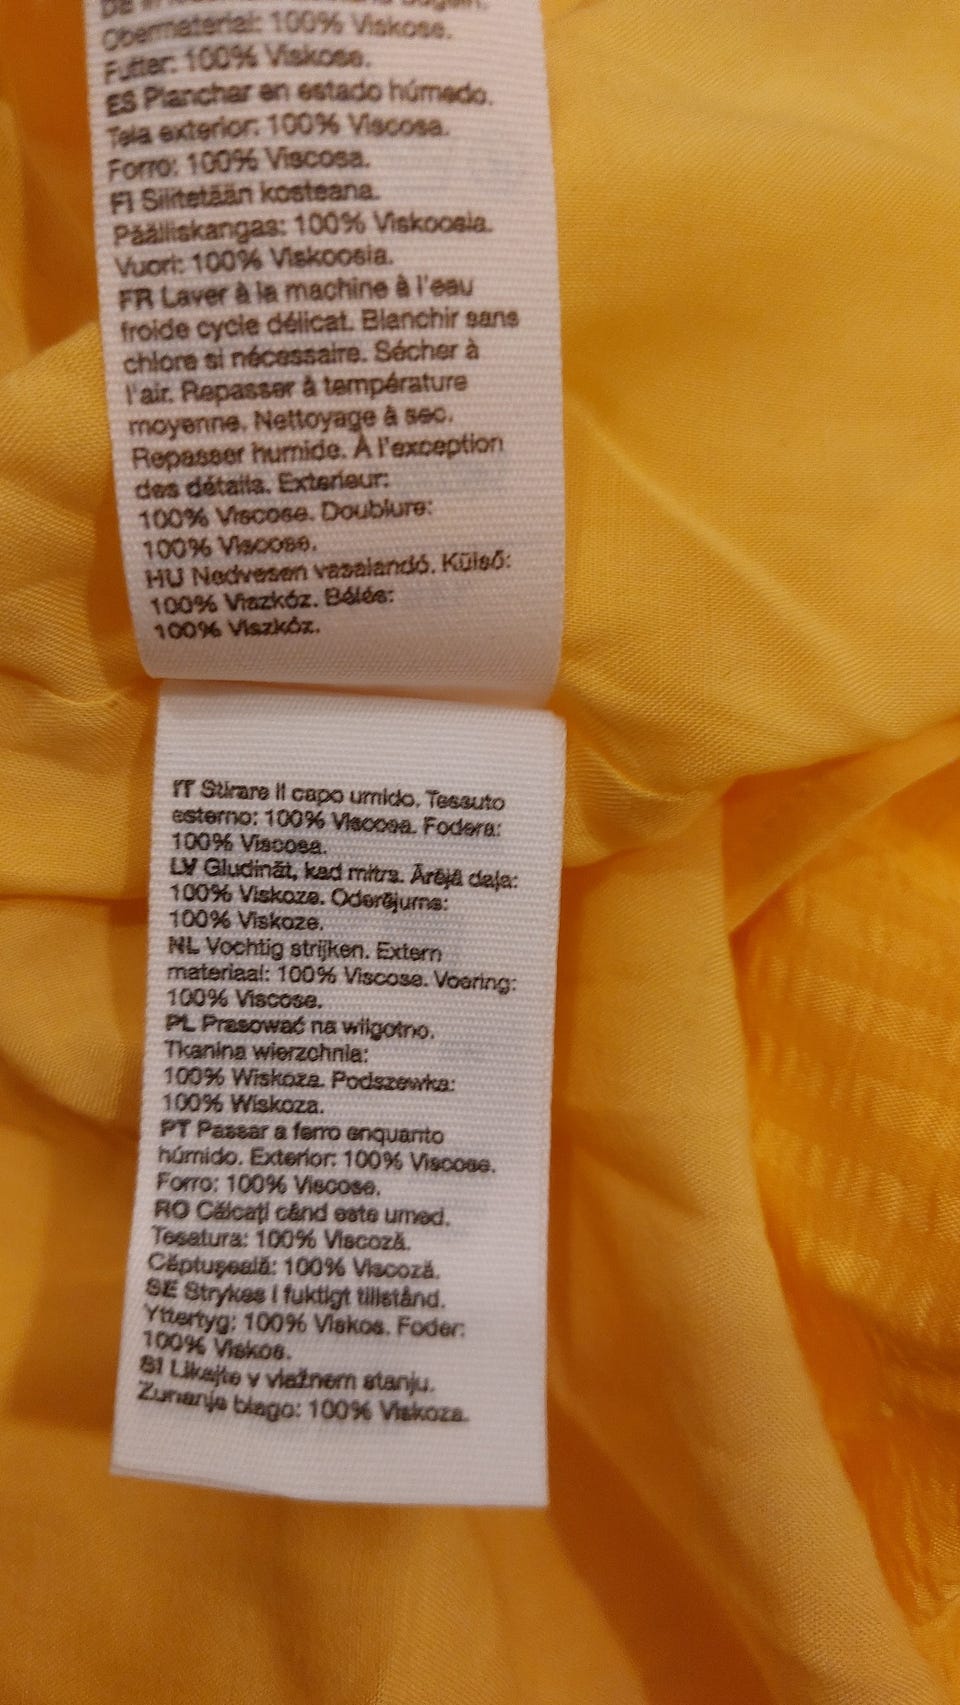 Obermaterial: 100% Viskose.
Futter: 100% Viskose.
ES Planchar en estado húmedo.
Tela exterior: 100% Viscosa.
Forro: 100% Viscosa.
FI Silitetään kosteana.
Päälliskangas: 100% Viskoosia.
Vuori: 100% Viskoosia.
FR Laver à la machine à l'eau
froide cycle délicat. Blanchir sans
chlore si nécessaire. Sécher à
l'air. Repasser à température
moyenne. Nettoyage à sec.
Repasser humide. À l'exception
des détails. Exterieur:
100% Viscose. Doublure:
100% Viscose.
HU Nedvesen vasalandó. Külső:
100% Viszkóz. Bélés:
100% Viszkóz.
IT Stirare il capo umido. Tessuto
esterno: 100% Viscosa. Fodera:
100% Viscosa.
LV Gludināt, kad mitrs. Ārējā daļa:
100% Viskoze. Oderējums:
100% Viskoze.
NL Vochtig strijken. Extern
materiaal: 100% Viscose. Voering:
100% Viscose.
PL Prasować na wilgotno.
Tkanina wierzchnia:
100% Wiskoza. Podszewka:
100% Wiskoza.
PT Passar a ferro enquanto
húmido. Exterior: 100% Viscose.
Forro: 100% Viscose.
RO Călcaţi când este umed.
Tesatura: 100% Viscoză.
Căptuşeală: 100% Viscoză.
SE Strykes i fuktigt tillstånd.
Yttertyg: 100% Viskos. Foder:
100% Viskos.
SI Likajte v vlažnem stanju.
Zunanje blago: 100% Viskoza.